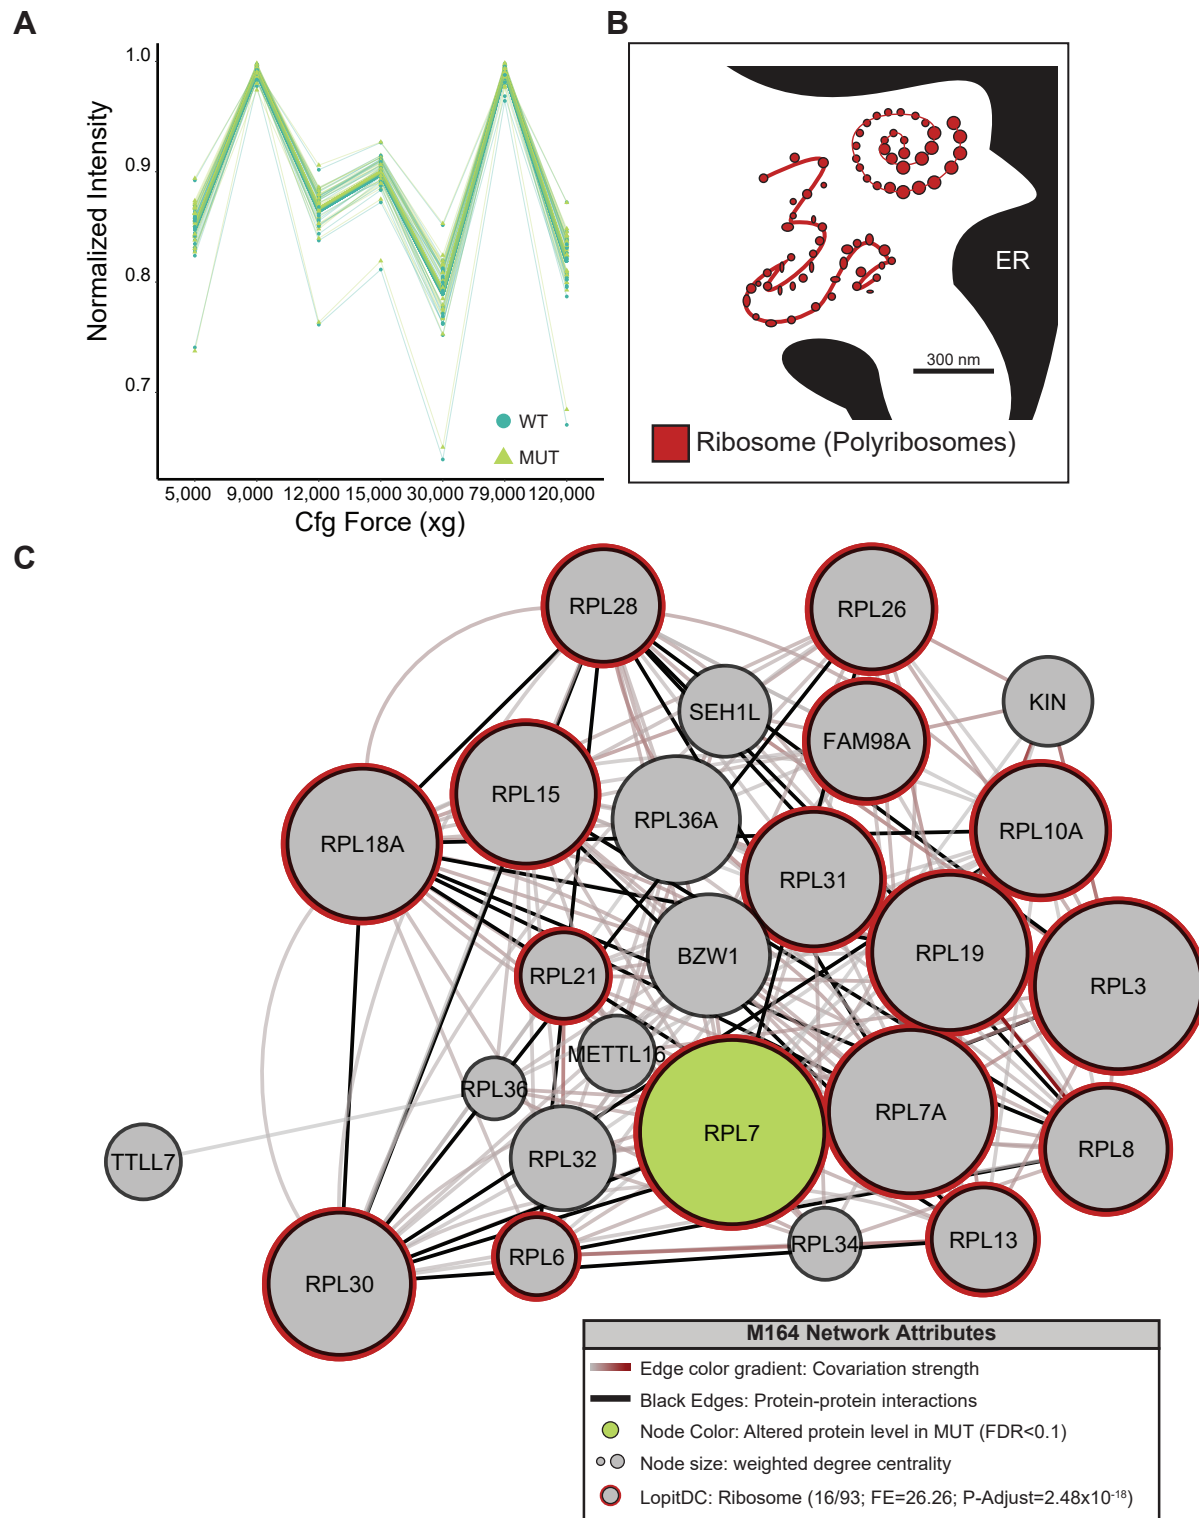 A
B
1.0
0.9
0.8
0.7
Normalized Intensity
WT
MUT
5,000 9,000 12,000 15,000 30,000 79,000 120,000
Cfg Force (xg)
ER
300 nm
Ribosome (Polyribosomes)
C
RPL28
RPL26
KIN
SEH1L
FAM98A
RPL15
RPL36A
RPL10A
RPL18A
RPL31
BZW1
RPL19
RPL21
RPL3
METTL16
RPL36
RPL7
RPL7A
RPL8
TTLL7
RPL32
RPL34
RPL13
RPL6
RPL30
M164 Network Attributes
Edge color gradient: Covariation strength
Black Edges: Protein-protein interactions
Node Color: Altered protein level in MUT (FDR<0.1)
Node size: weighted degree centrality
LopitDC: Ribosome (16/93; FE=26.26; P-Adjust=2.48x10⁻¹⁸)